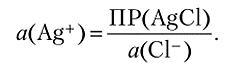 a(Ag⁺) = ПР(AgCl) / a(Cl⁻).